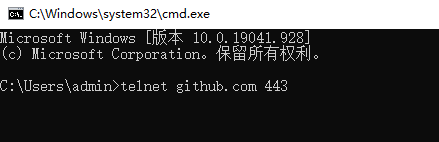 C:\Windows\system32\cmd.exe
Microsoft Windows [版本 10.0.19041.928]
(c) Microsoft Corporation。保留所有权利。
C:\Users\admin>telnet github.com 443